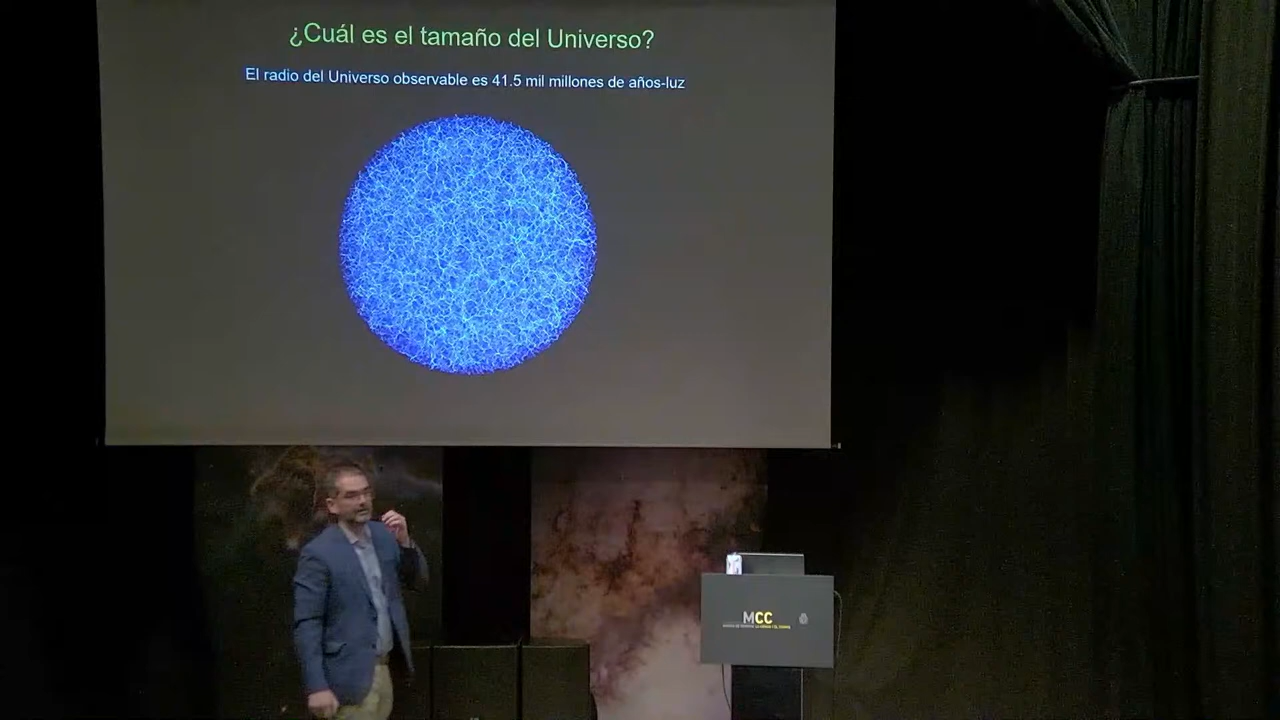 ¿Cuál es el tamaño del Universo?
El radio del Universo observable es 41.5 mil millones de años-luz
MCC